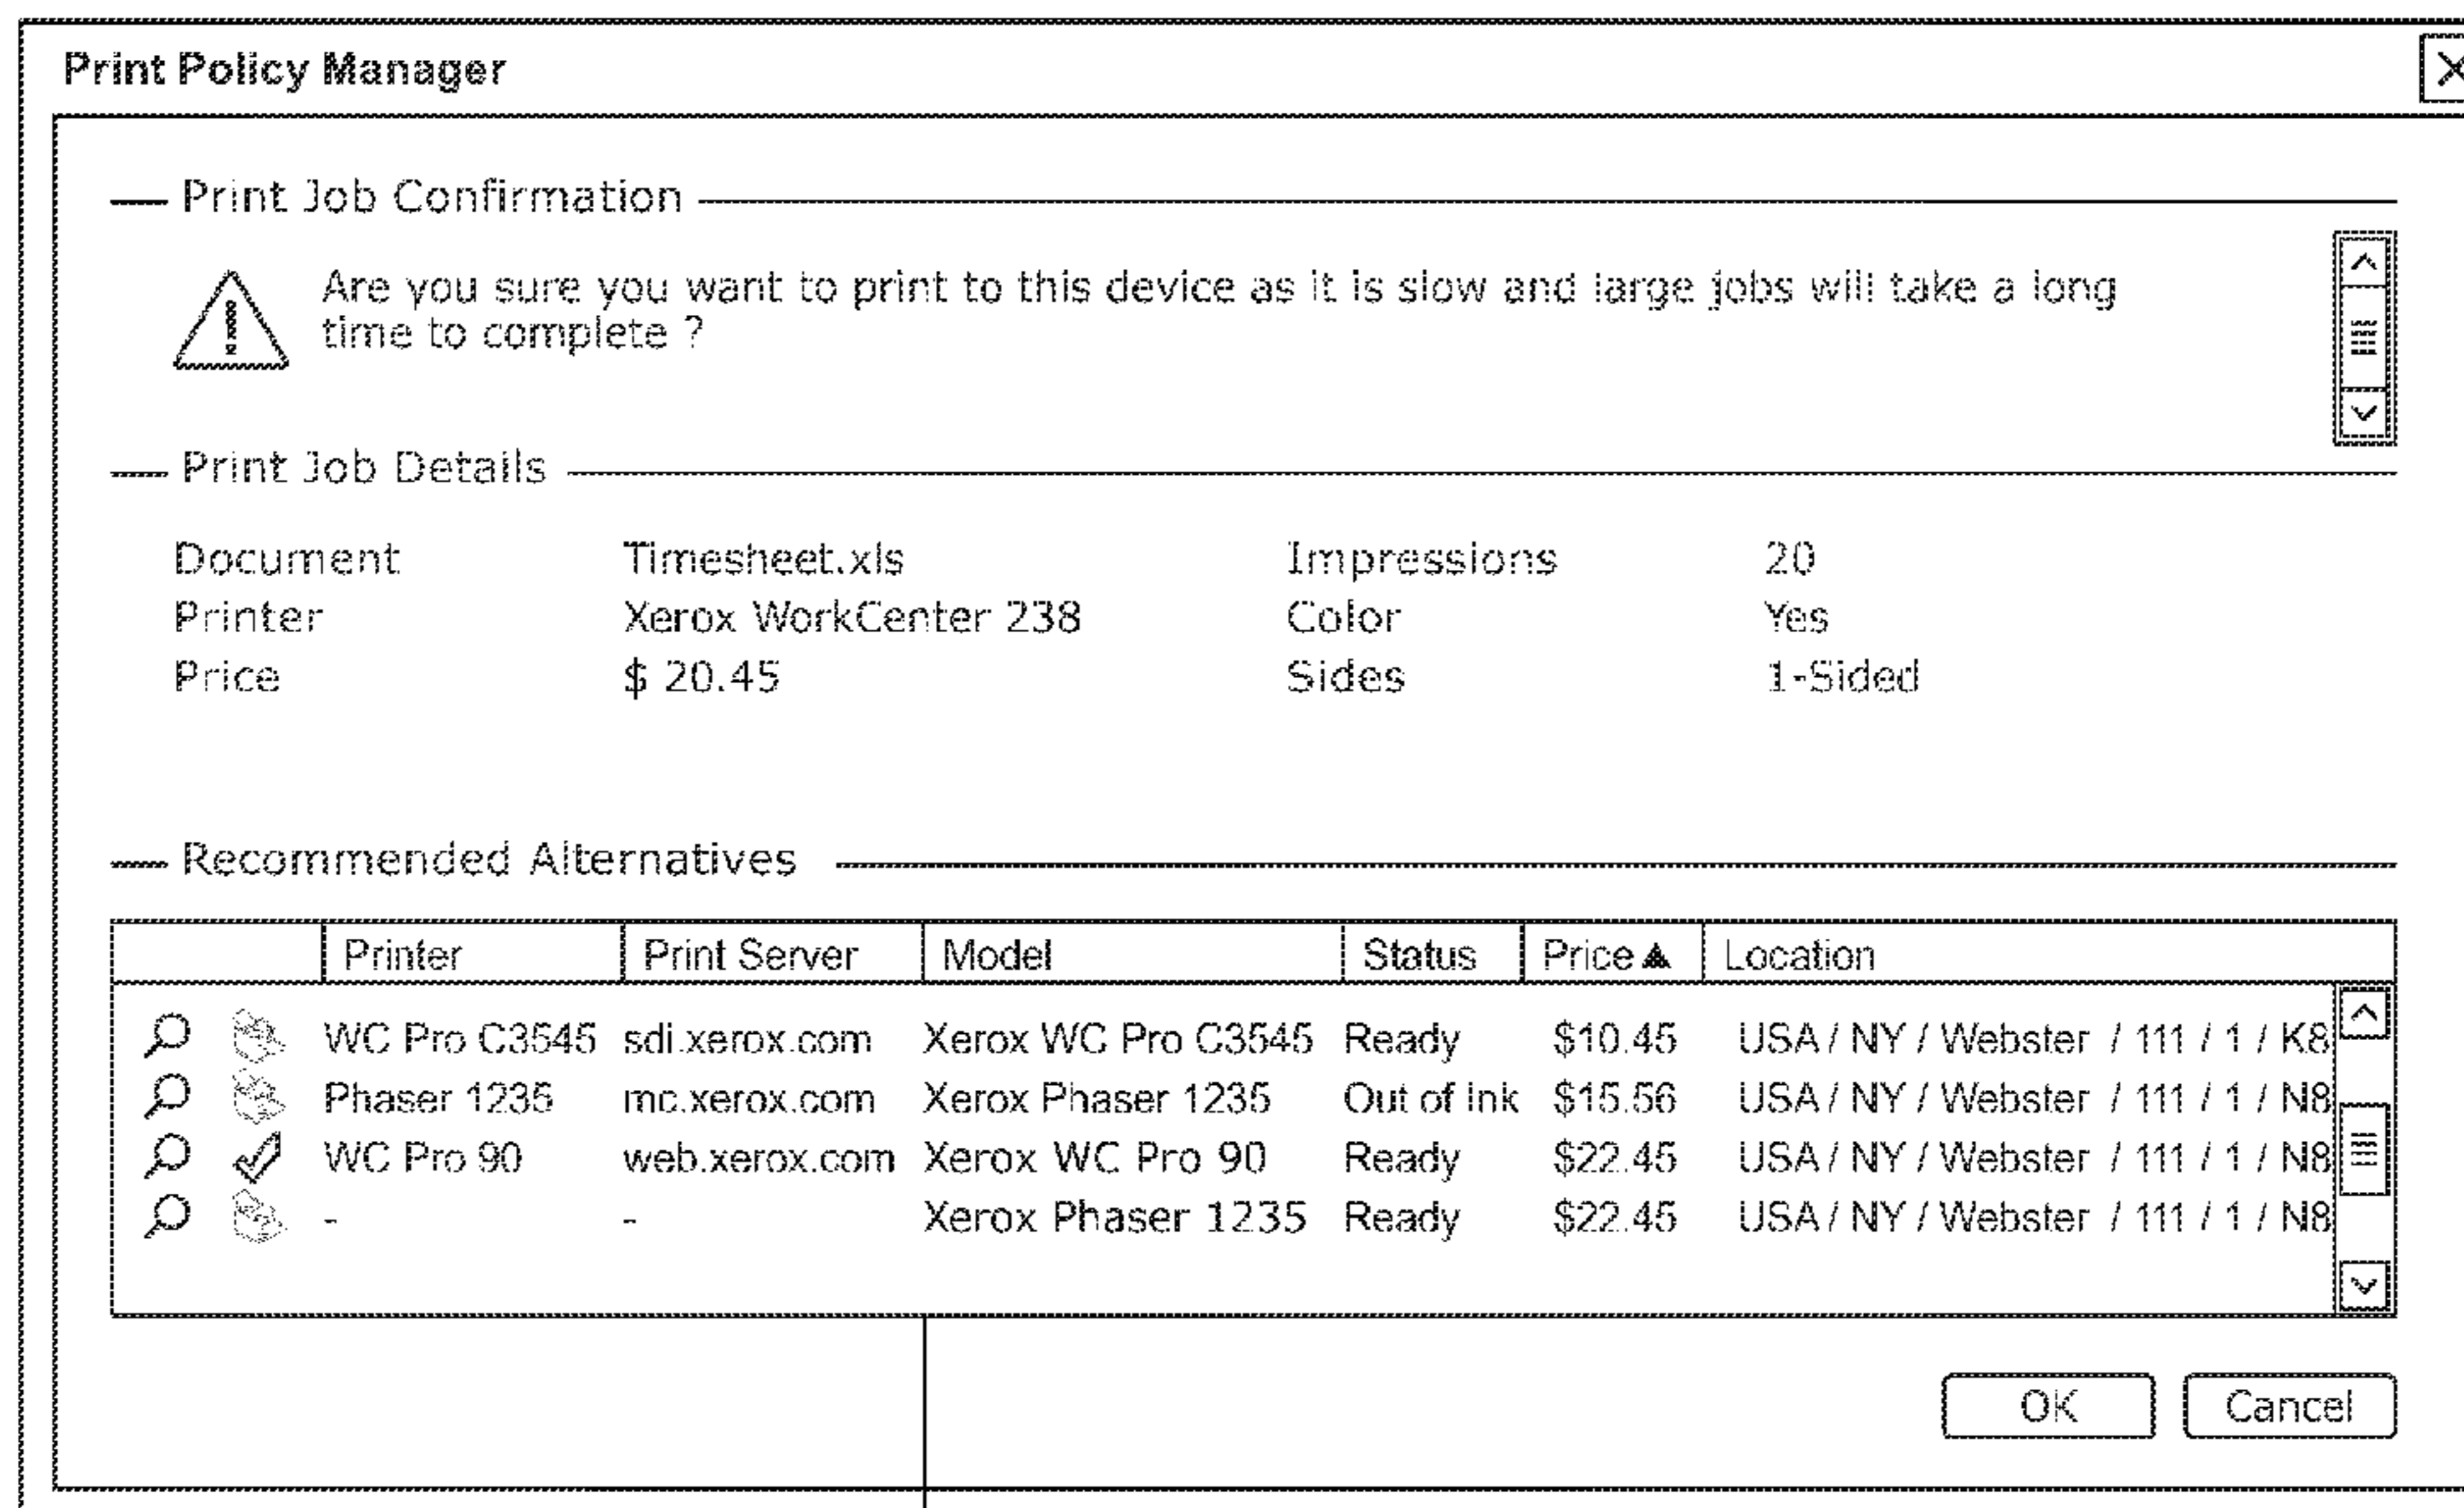 Print Policy Manager
Print Job Confirmation
Are you sure you want to print to this device as it is slow and large jobs will take a long
time to complete ?
Print Job Details
Document Timesheet.xls Impressions 20
Printer Xerox WorkCenter 238 Color Yes
Price $ 20.45 Sides 1-Sided
Recommended Alternatives
Printer Print Server Model Status Price▲ Location
WC Pro C3545 sdi.xerox.com Xerox WC Pro C3545 Ready $10.45 USA / NY / Webster / 111 / 1 / K8
Phaser 1235 mc.xerox.com Xerox Phaser 1235 Out of ink $15.56 USA / NY / Webster / 111 / 1 / N8
WC Pro 90 web.xerox.com Xerox WC Pro 90 Ready $22.45 USA / NY / Webster / 111 / 1 / N8
- - Xerox Phaser 1235 Ready $22.45 USA / NY / Webster / 111 / 1 / N8
OK Cancel